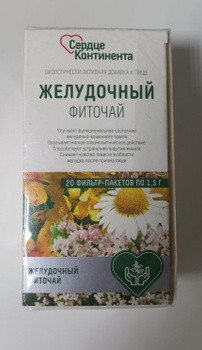 Сердце
Континента
БИОЛОГИЧЕСКИ АКТИВНАЯ ДОБАВКА К ПИЩЕ
ЖЕЛУДОЧНЫЙ
ФИТОЧАЙ
Улучшает функциональное состояние
желудочно-кишечного тракта
Оказывает мягкое спазмолитическое действие
Способствует устранению вздутия живота
Снимает чувство тяжести в области
желудка после приема пищи
20 ФИЛЬТР-ПАКЕТОВ ПО 1,5 Г
ЖЕЛУДОЧНЫЙ
ФИТОЧАЙ